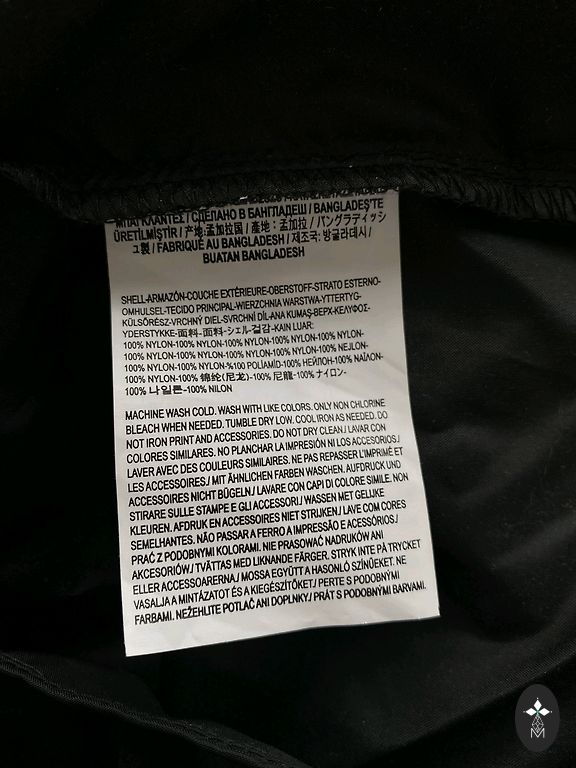 ΜΠΑΓΚΛΑΝΤΕΣ / СДЕЛАНО В БАНГЛАДЕШ / BANGLADEŞ'TE
ÜRETİLMİŞTİR / 产地:孟加拉国 / 產地：孟加拉 / バングラディッシ
ュ製 / FABRIQUÉ AU BANGLADESH / 제조국: 방글라데시 /
BUATAN BANGLADESH
SHELL-ARMAZÓN-COUCHE EXTÉRIEURE-OBERSTOFF-STRATO ESTERNO-
OMHULSEL-TECIDO PRINCIPAL-WIERZCHNIA WARSTWA-YTTERTYG-
KÜLSŐRÉSZ-VRCHNÝ DIEL-SVRCHNÍ DÍL-ANA KUMAŞ-ВЕРХ-ΚΕΛΥΦΟΣ-
YDERSTYKKE-面料-面料-シェル-겉감-KAIN LUAR:
100% NYLON-100% NYLON-100% NYLON-100% NYLON-100% NYLON-
100% NYLON-100% NYLON-100% NYLON-100% NYLON-100% NEJLON-
100% NYLON-100% NYLON-%100 POLİAMİD-100% НЕЙЛОН-100% ΝΑΪΛΟΝ-
100% NYLON-100% 锦纶(尼龙)-100% 尼龍-100% ナイロン-
100% 나일론-100% NILON
MACHINE WASH COLD. WASH WITH LIKE COLORS. ONLY NON CHLORINE
BLEACH WHEN NEEDED. TUMBLE DRY LOW. COOL IRON AS NEEDED. DO
NOT IRON PRINT AND ACCESSORIES. DO NOT DRY CLEAN./ LAVAR CON
COLORES SIMILARES. NO PLANCHAR LA IMPRESIÓN NI LOS ACCESORIOS./
LAVER AVEC DES COULEURS SIMILAIRES. NE PAS REPASSER L'IMPRIMÉ ET
LES ACCESSOIRES./ MIT ÄHNLICHEN FARBEN WASCHEN. AUFDRUCK UND
ACCESSOIRES NICHT BÜGELN./ LAVARE CON CAPI DI COLORE SIMILE. NON
STIRARE SULLE STAMPE E GLI ACCESSORI./ WASSEN MET GELIJKE
KLEUREN. AFDRUK EN ACCESSOIRES NIET STRIJKEN./ LAVE COM CORES
SEMELHANTES. NÃO PASSAR A FERRO A IMPRESSÃO E ACESSÓRIOS./
PRAĆ Z PODOBNYMI KOLORAMI. NIE PRASOWAĆ NADRUKÓW ANI
AKCESORIÓW./ TVÄTTAS MED LIKNANDE FÄRGER. STRYK INTE PÅ TRYCKET
ELLER ACCESSOARERNA./ MOSSA EGYÜTT A HASONLÓ SZÍNŰEKET. NE
VASALJA A MINTÁZATOT ÉS A KIEGÉSZÍTŐKET./ PERTE S PODOBNÝMI
FARBAMI. NEŽEHLITE POTLAČ ANI DOPLNKY./ PRÁT S PODOBNÝMI BARVAMI.
M